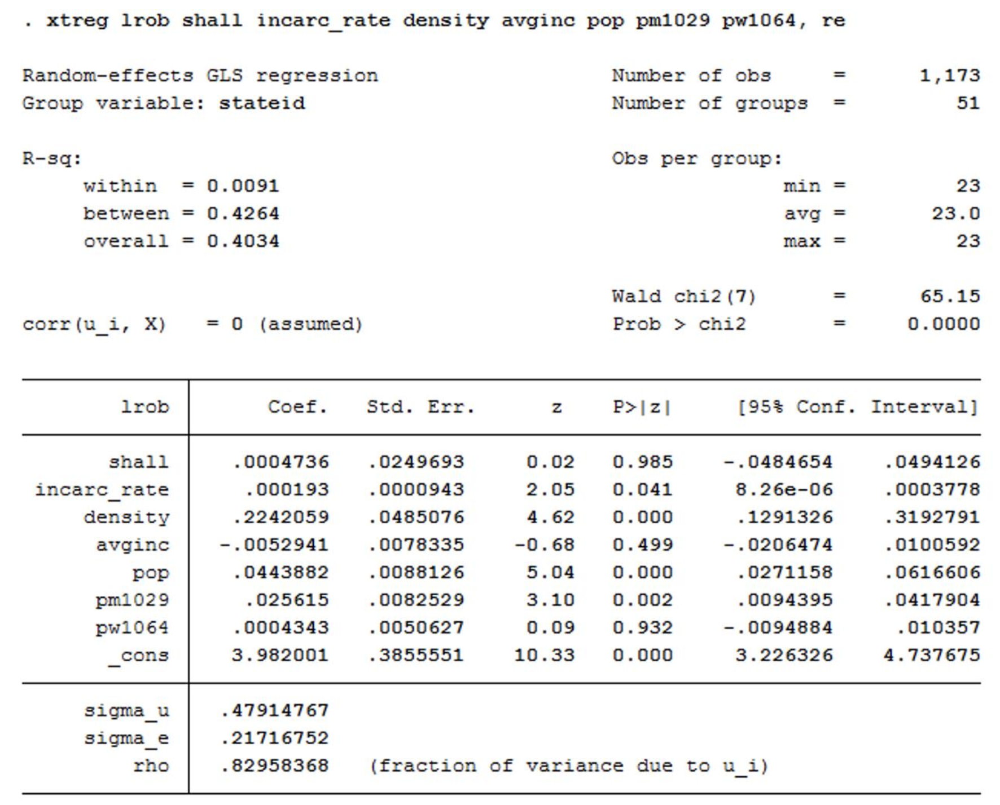 . xtreg lrob shall incarc_rate density avginc pop pm1029 pw1064, re
Random-effects GLS regression Number of obs = 1,173
Group variable: stateid Number of groups = 51
R-sq: Obs per group:
within = 0.0091 min = 23
between = 0.4264 avg = 23.0
overall = 0.4034 max = 23
Wald chi2(7) = 65.15
corr(u_i, X) = 0 (assumed) Prob > chi2 = 0.0000
lrob Coef. Std. Err. z P>|z| [95% Conf. Interval]
shall .0004736 .0249693 0.02 0.985 -.0484654 .0494126
incarc_rate .000193 .0000943 2.05 0.041 8.26e-06 .0003778
density .2242059 .0485076 4.62 0.000 .1291326 .3192791
avginc -.0052941 .0078335 -0.68 0.499 -.0206474 .0100592
pop .0443882 .0088126 5.04 0.000 .0271158 .0616606
pm1029 .025615 .0082529 3.10 0.002 .0094395 .0417904
pw1064 .0004343 .0050627 0.09 0.932 -.0094884 .010357
_cons 3.982001 .3855551 10.33 0.000 3.226326 4.737675
sigma_u .47914767
sigma_e .21716752
rho .82958368 (fraction of variance due to u_i)